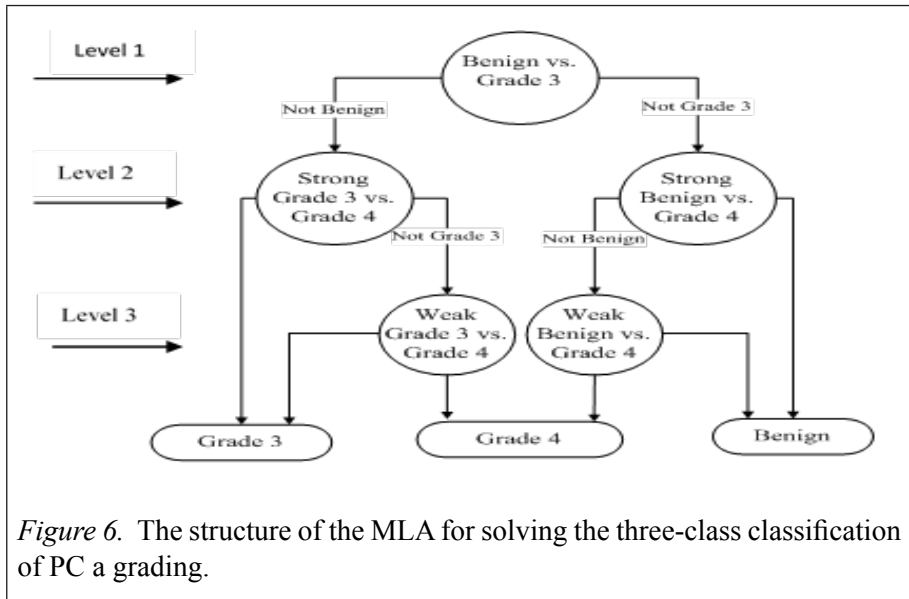 Level 1
Benign vs.
Grade 3
Not Benign
Not Grade 3
Level 2
Strong
Grade 3 vs.
Grade 4
Strong
Benign vs.
Grade 4
Not Grade 3
Not Benign
Level 3
Weak
Grade 3 vs.
Grade 4
Weak
Benign vs.
Grade 4
Grade 3
Grade 4
Benign
Figure 6. The structure of the MLA for solving the three-class classification
of PC a grading.